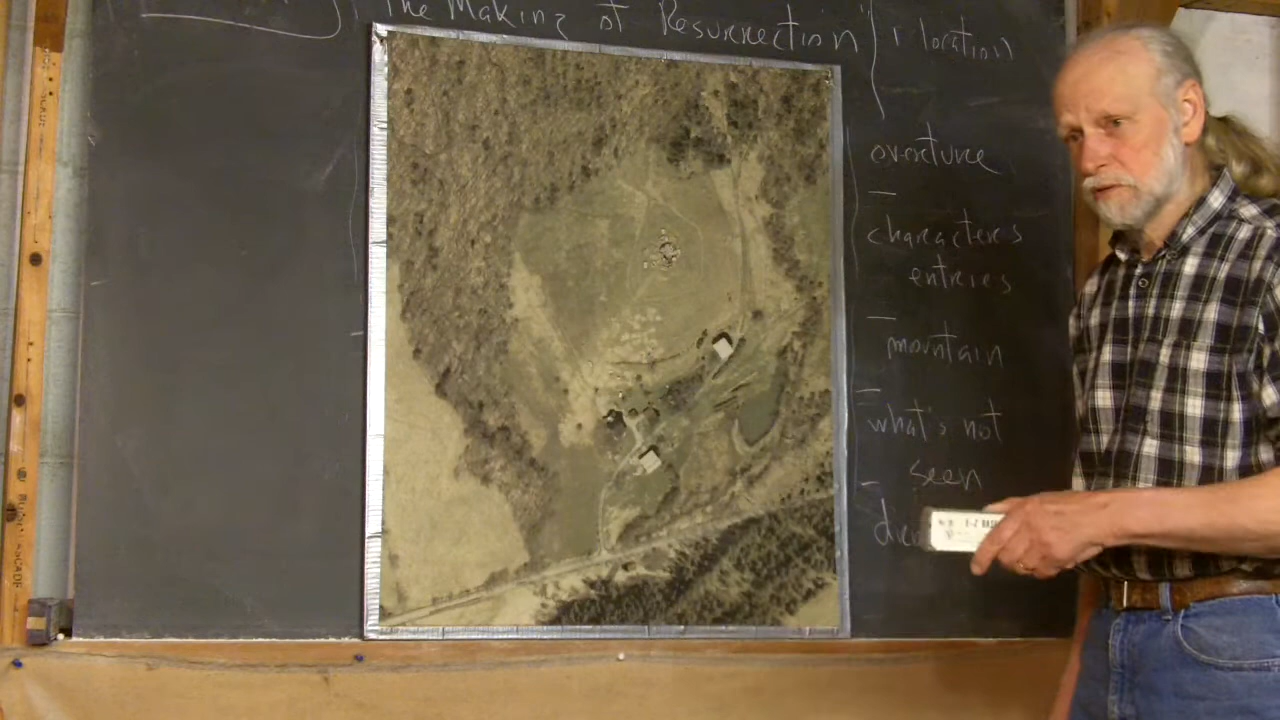 "The Making of Resurrection"
location
overture
—
characters
entries
—
mountain
—
what's not
—
seen
E-Z